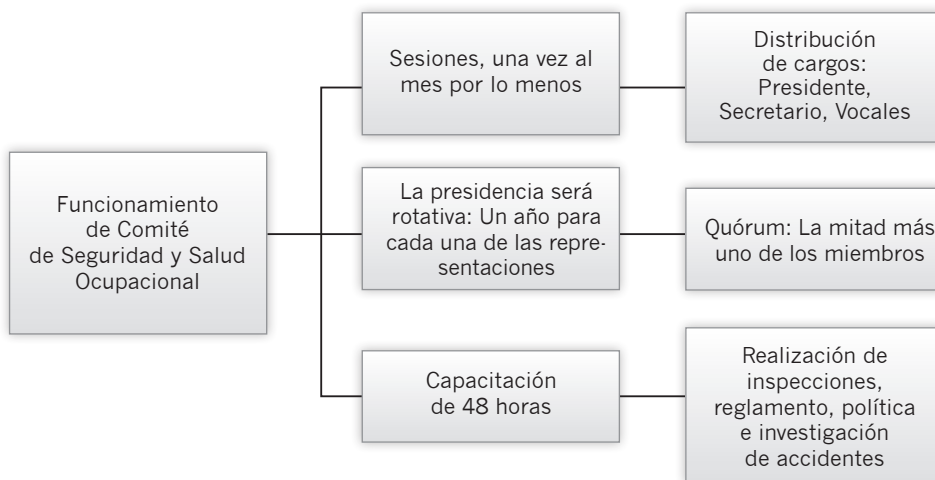 Funcionamiento
de Comité
de Seguridad y Salud
Ocupacional
Sesiones, una vez al
mes por lo menos
Distribución
de cargos:
Presidente,
Secretario, Vocales
La presidencia será
rotativa: Un año para
cada una de las repre-
sentaciones
Quórum: La mitad más
uno de los miembros
Capacitación
de 48 horas
Realización de
inspecciones,
reglamento, política
e investigación
de accidentes